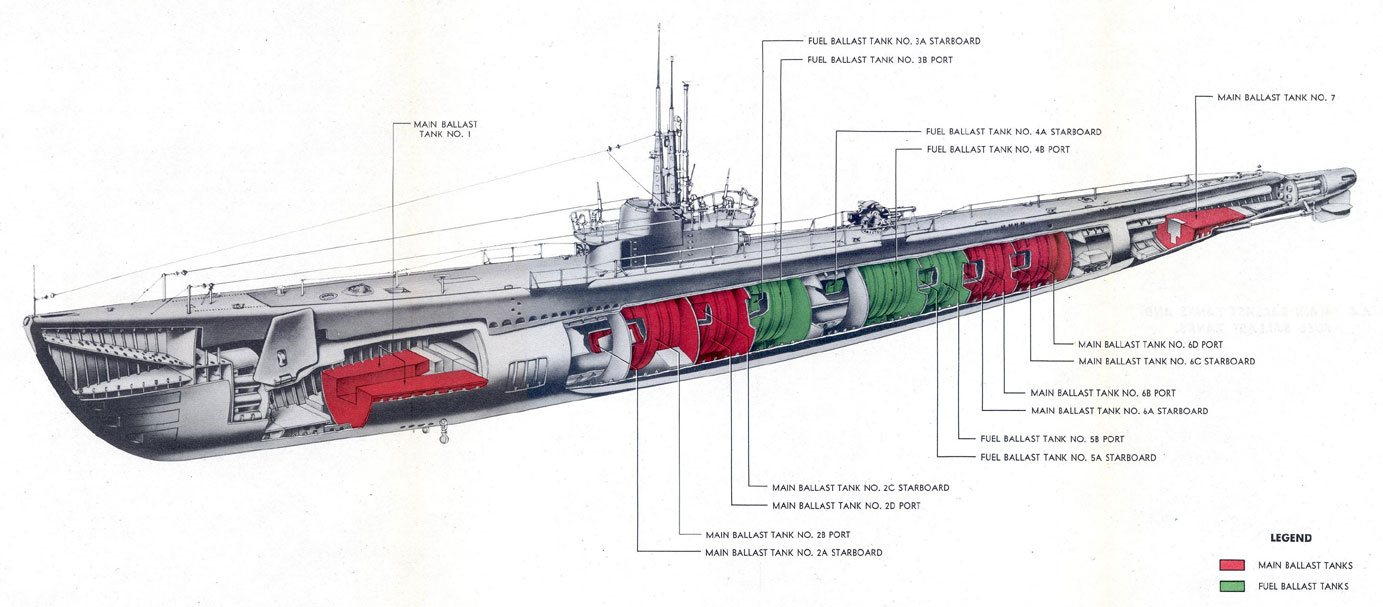 FUEL BALLAST TANK NO. 3A STARBOARD
FUEL BALLAST TANK NO. 3B PORT
MAIN BALLAST TANK NO. 7
MAIN BALLAST
TANK NO. 1
FUEL BALLAST TANK NO. 4A STARBOARD
FUEL BALLAST TANK NO. 4B PORT
MAIN BALLAST TANK NO. 6D PORT
MAIN BALLAST TANK NO. 6C STARBOARD
MAIN BALLAST TANK NO. 6B PORT
MAIN BALLAST TANK NO. 6A STARBOARD
FUEL BALLAST TANK NO. 5B PORT
FUEL BALLAST TANK NO. 5A STARBOARD
MAIN BALLAST TANK NO. 2C STARBOARD
MAIN BALLAST TANK NO. 2D PORT
MAIN BALLAST TANK NO. 2B PORT
MAIN BALLAST TANK NO. 2A STARBOARD
LEGEND
MAIN BALLAST TANKS
FUEL BALLAST TANKS